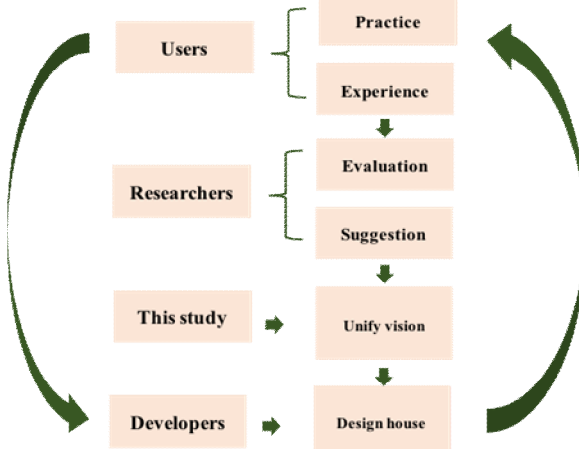 Practice
Users
Experience
Evaluation
Researchers
Suggestion
This study
Unify vision
Developers
Design house